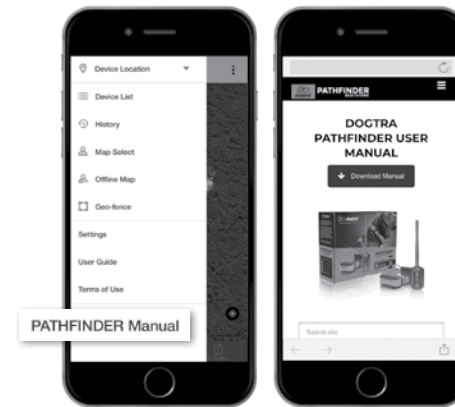 Device Location
Device List
History
Map Select
Offline Map
Geo-fence
Settings
User Guide
Terms of Use
PATHFINDER Manual
PATHFINDER
DOGTRA
PATHFINDER USER
MANUAL
Download Manual
Search site